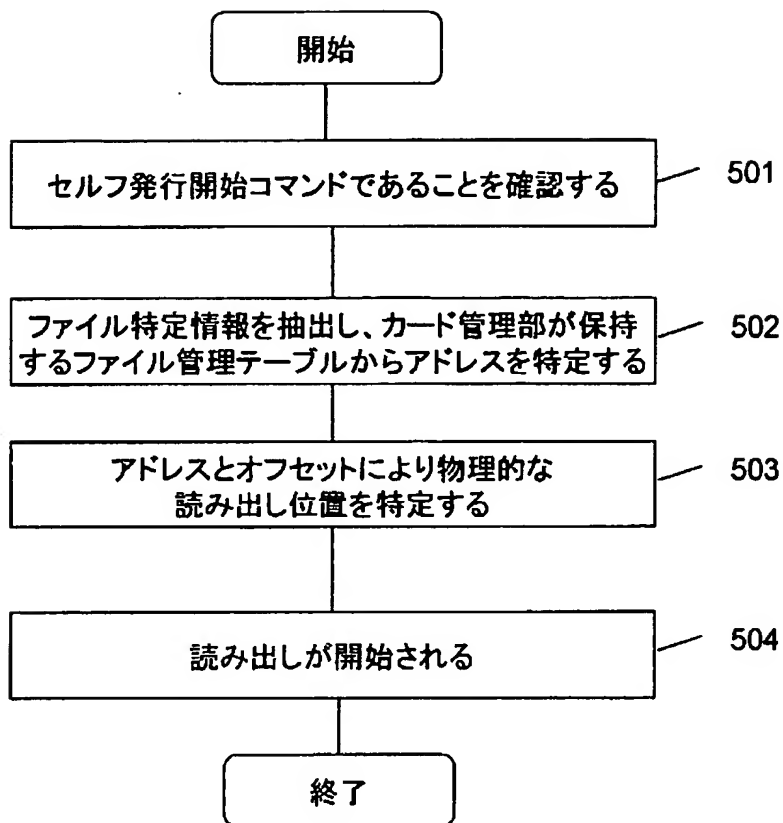 開始
セルフ発行開始コマンドであることを確認する
501
ファイル特定情報を抽出し、カード管理部が保持
するファイル管理テーブルからアドレスを特定する
502
アドレスとオフセットにより物理的な
読み出し位置を特定する
503
読み出しが開始される
504
終了